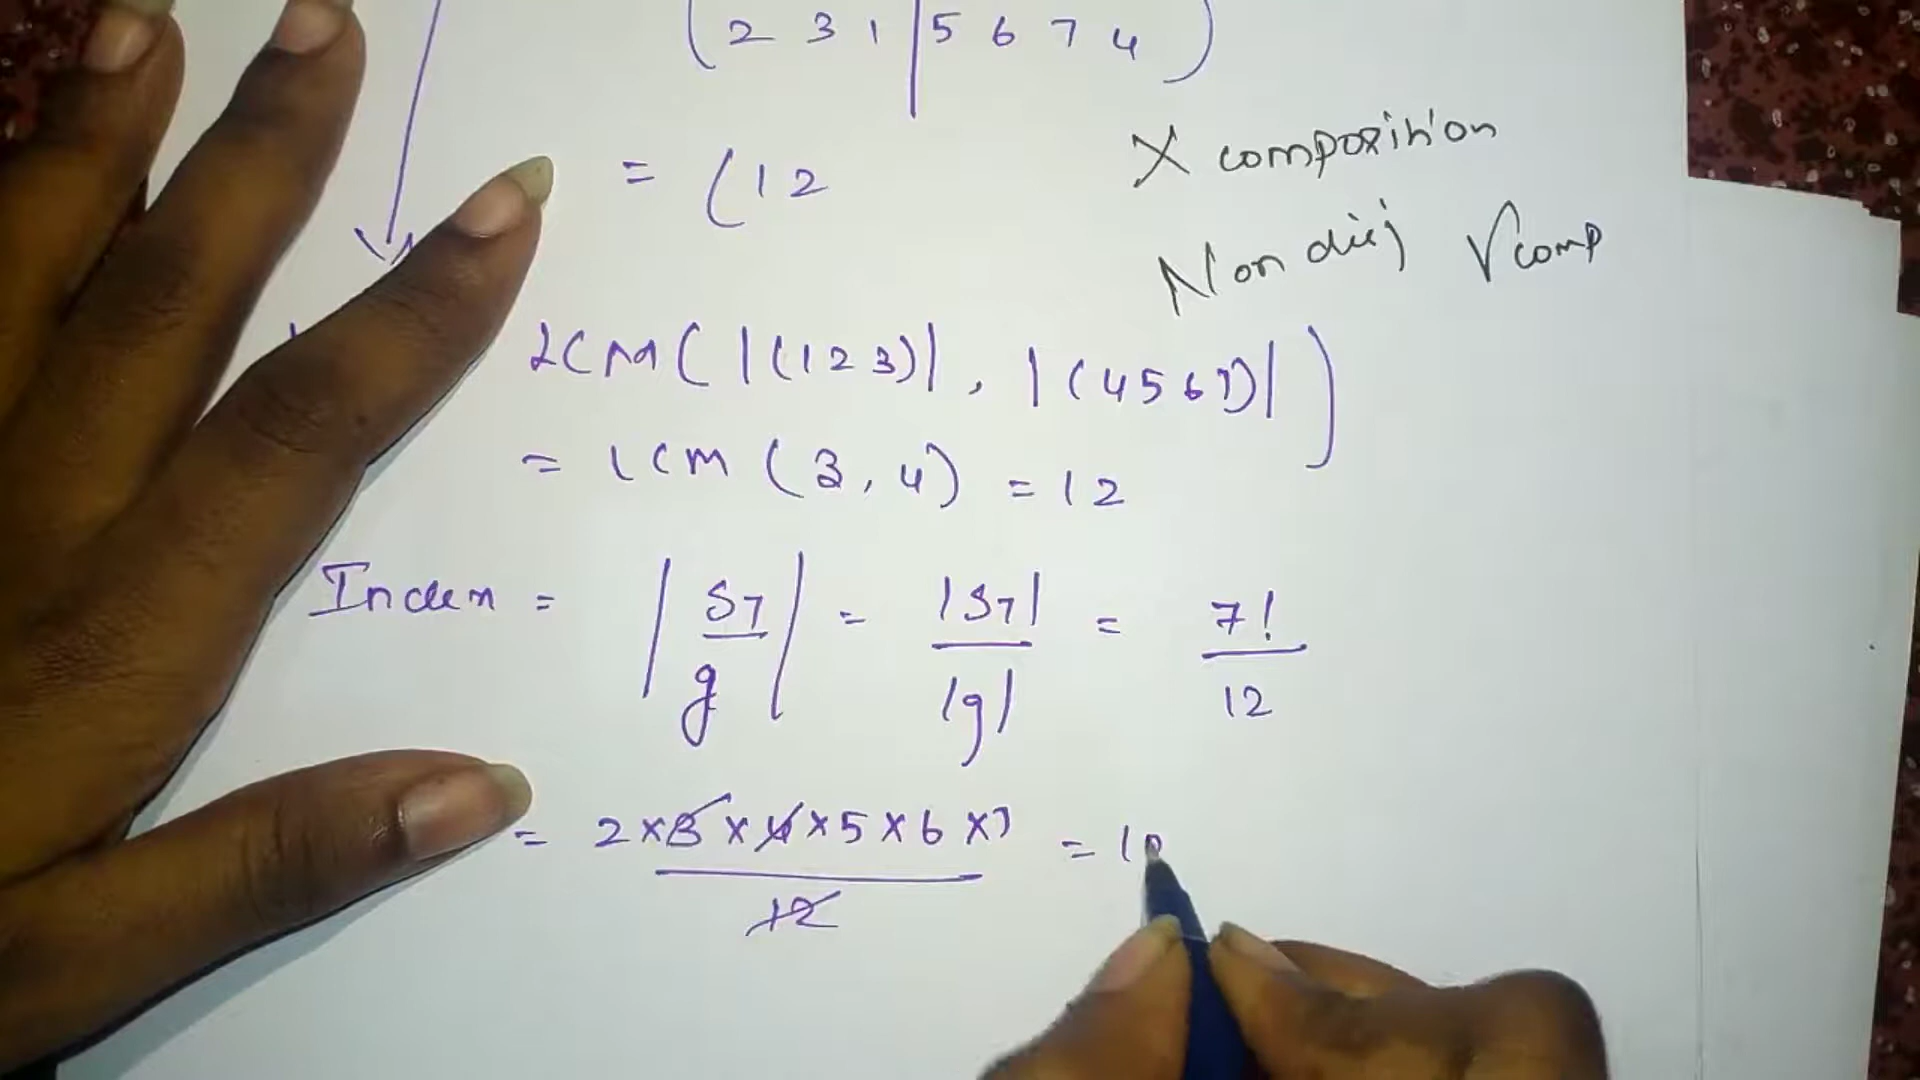 ( 2 3 1 | 5 6 7 4 )
= ( 1 2
X composition
Non disj √comp
LCM ( |(1 2 3)| , |(4 5 6 7)| )
= LCM ( 3 , 4 ) = 12
Index = | S7 / g | = |S7| / |g| = 7! / 12
= 2 × 3 × 4 × 5 × 6 × 7 / 12 = 10